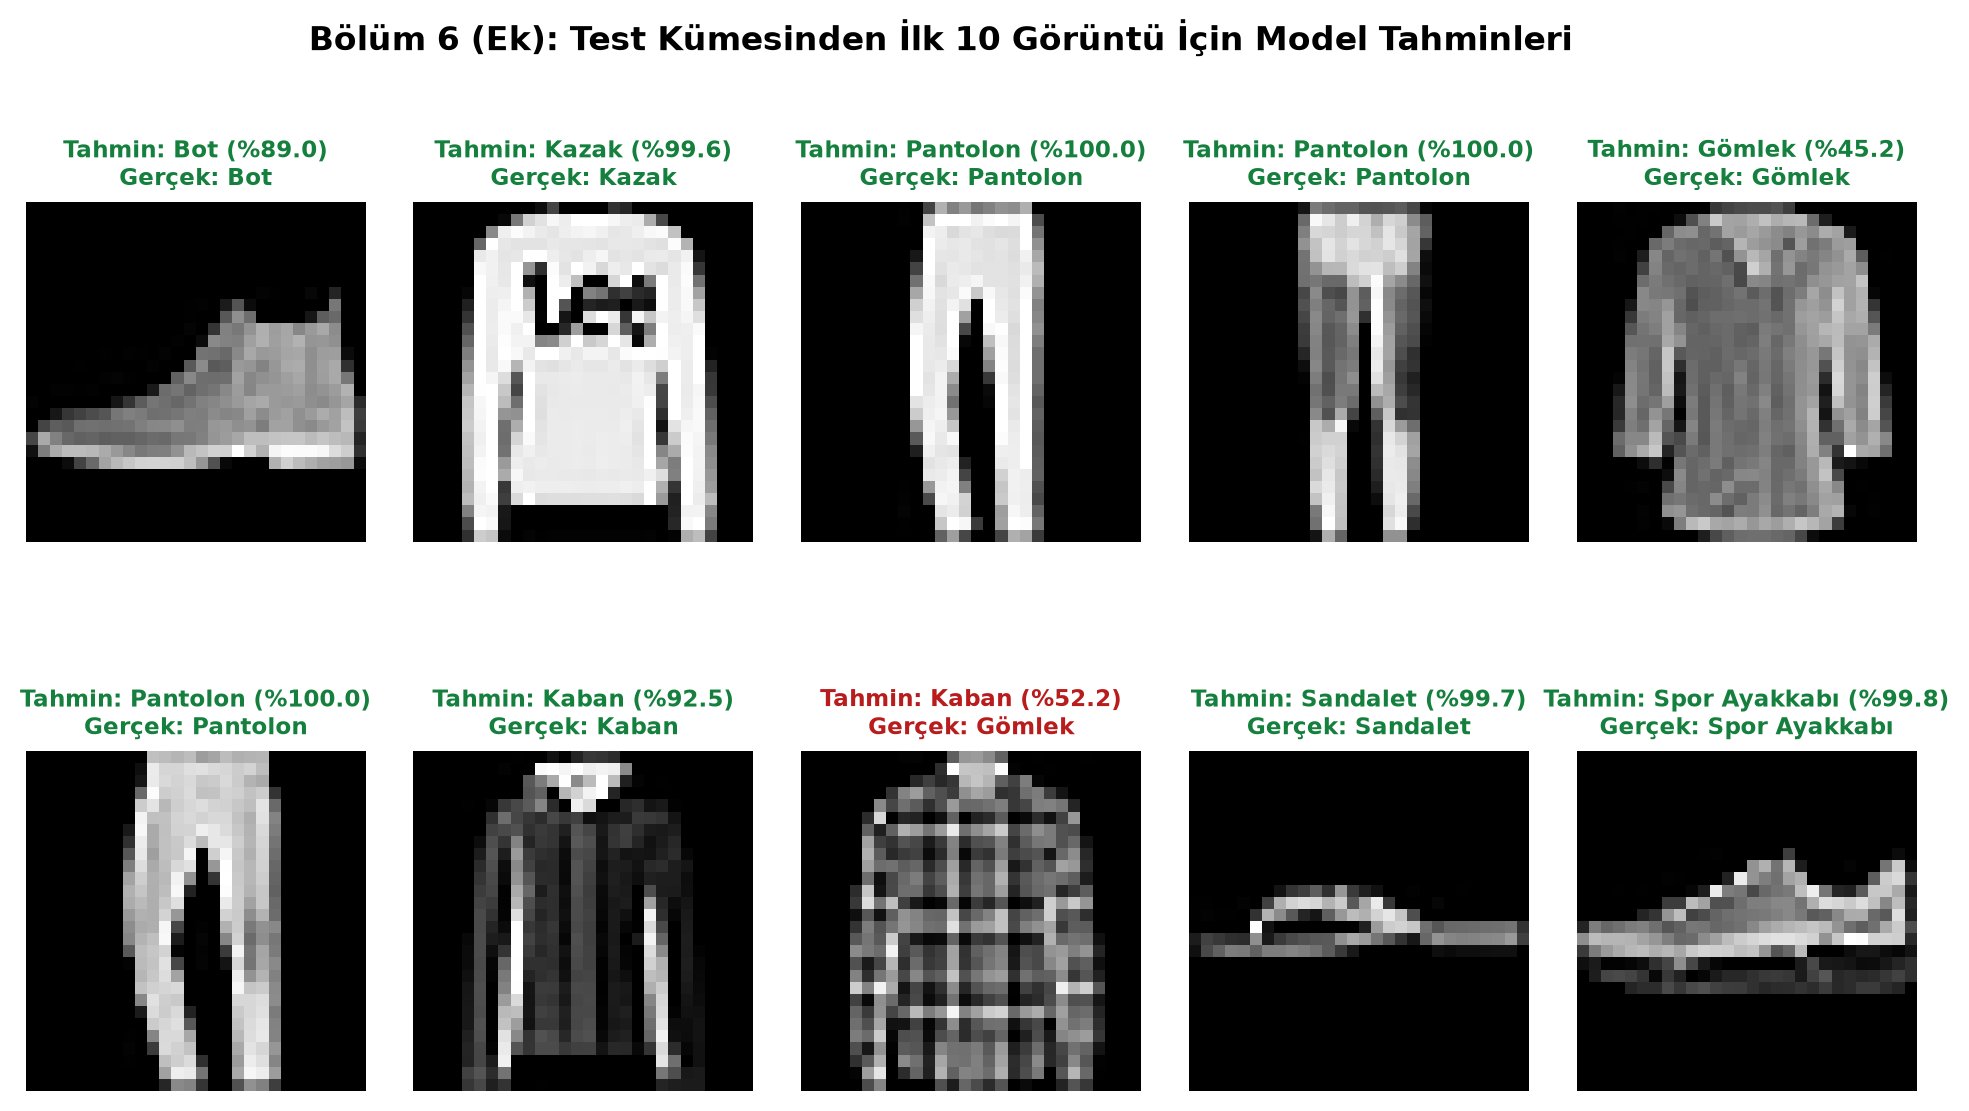 Bölüm 6 (Ek): Test Kümesinden İlk 10 Görüntü İçin Model Tahminleri
Tahmin: Bot (%89.0)
Gerçek: Bot
Tahmin: Kazak (%99.6)
Gerçek: Kazak
Tahmin: Pantolon (%100.0)
Gerçek: Pantolon
Tahmin: Pantolon (%100.0)
Gerçek: Pantolon
Tahmin: Gömlek (%45.2)
Gerçek: Gömlek
Tahmin: Pantolon (%100.0)
Gerçek: Pantolon
Tahmin: Kaban (%92.5)
Gerçek: Kaban
Tahmin: Kaban (%52.2)
Gerçek: Gömlek
Tahmin: Sandalet (%99.7)
Gerçek: Sandalet
Tahmin: Spor Ayakkabı (%99.8)
Gerçek: Spor Ayakkabı